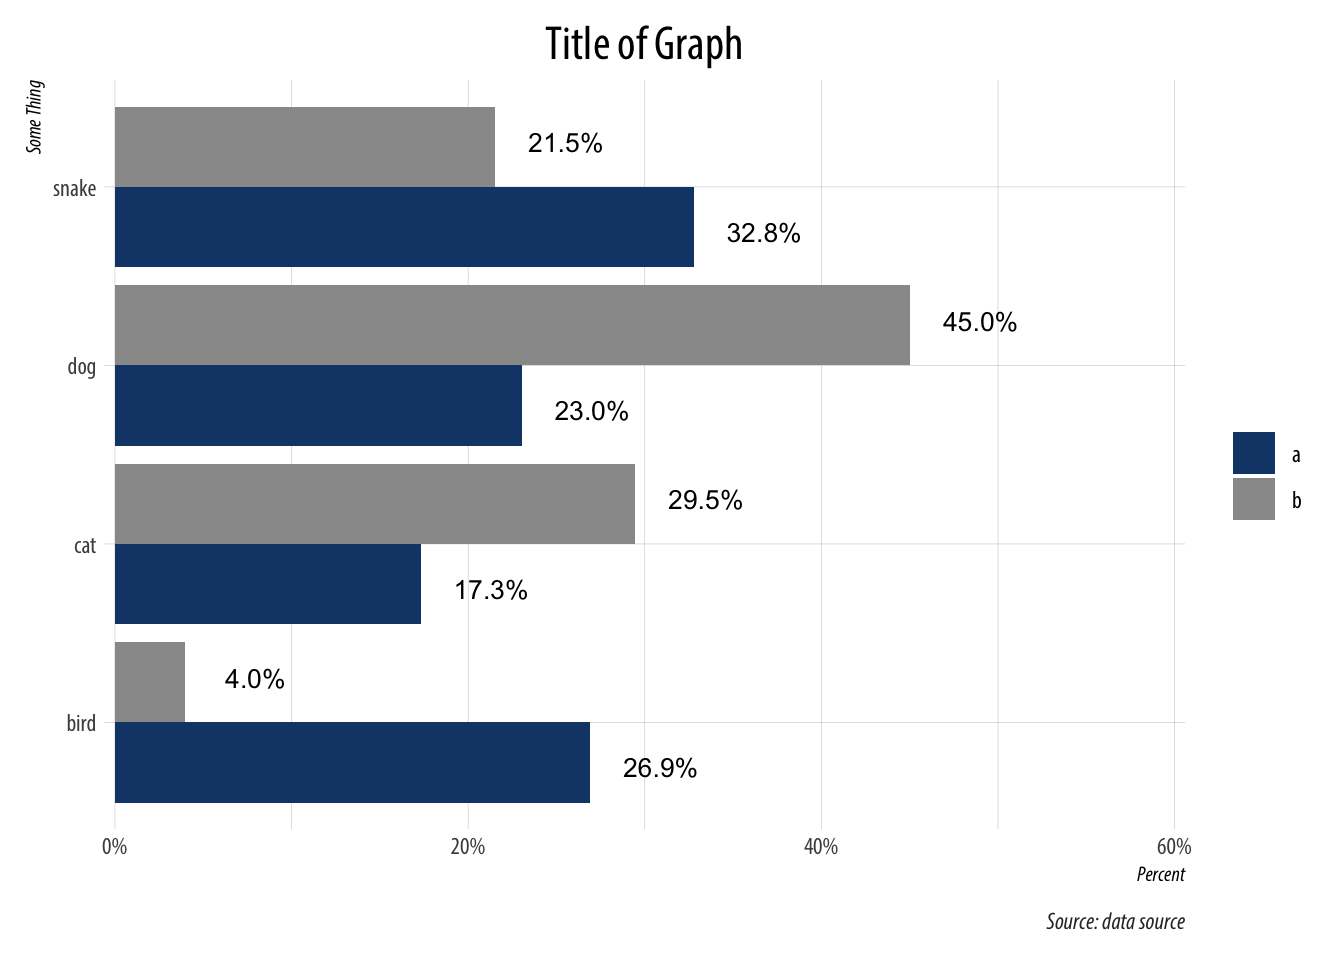 Title of Graph
Some Thing
21.5%
snake
32.8%
45.0%
dog
23.0%
29.5%
cat
17.3%
4.0%
bird
26.9%
a
b
0% 20% 40% 60%
Percent
Source: data source